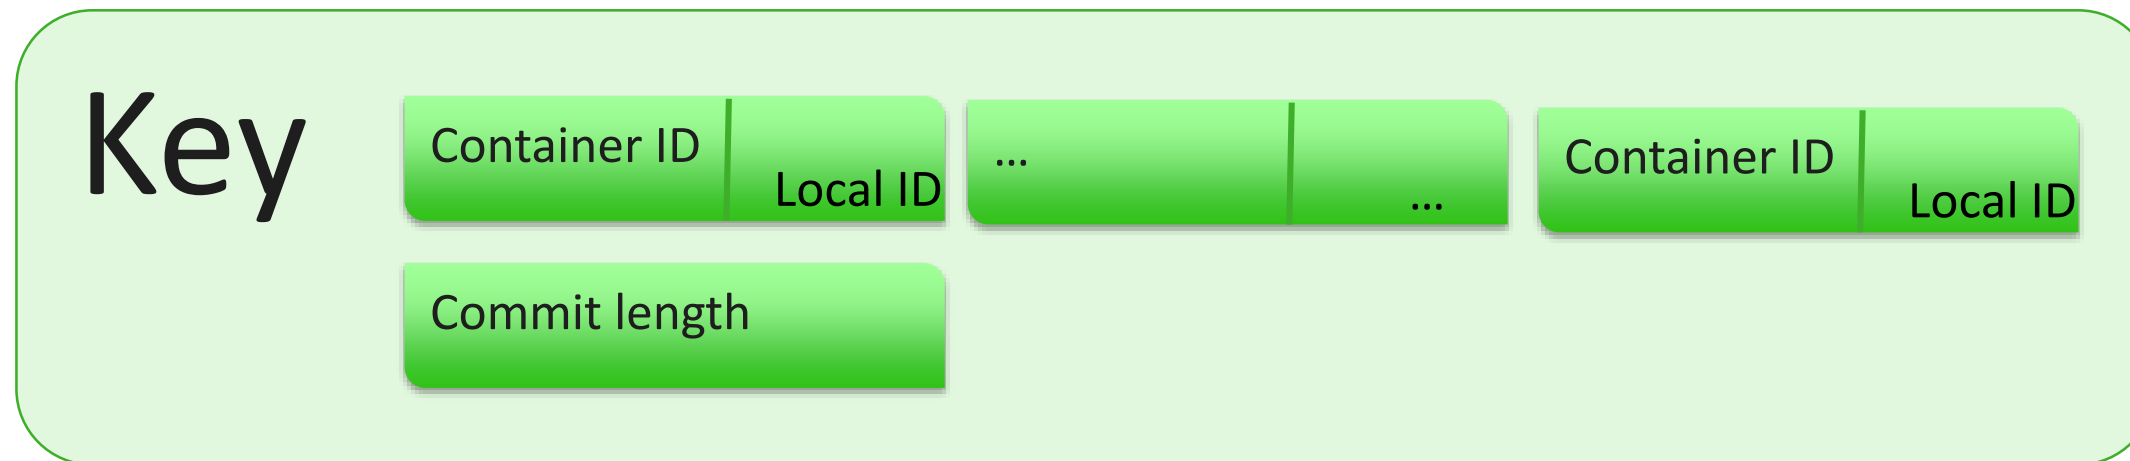 Key
Container ID
Local ID
...
...
Container ID
Local ID
Commit length